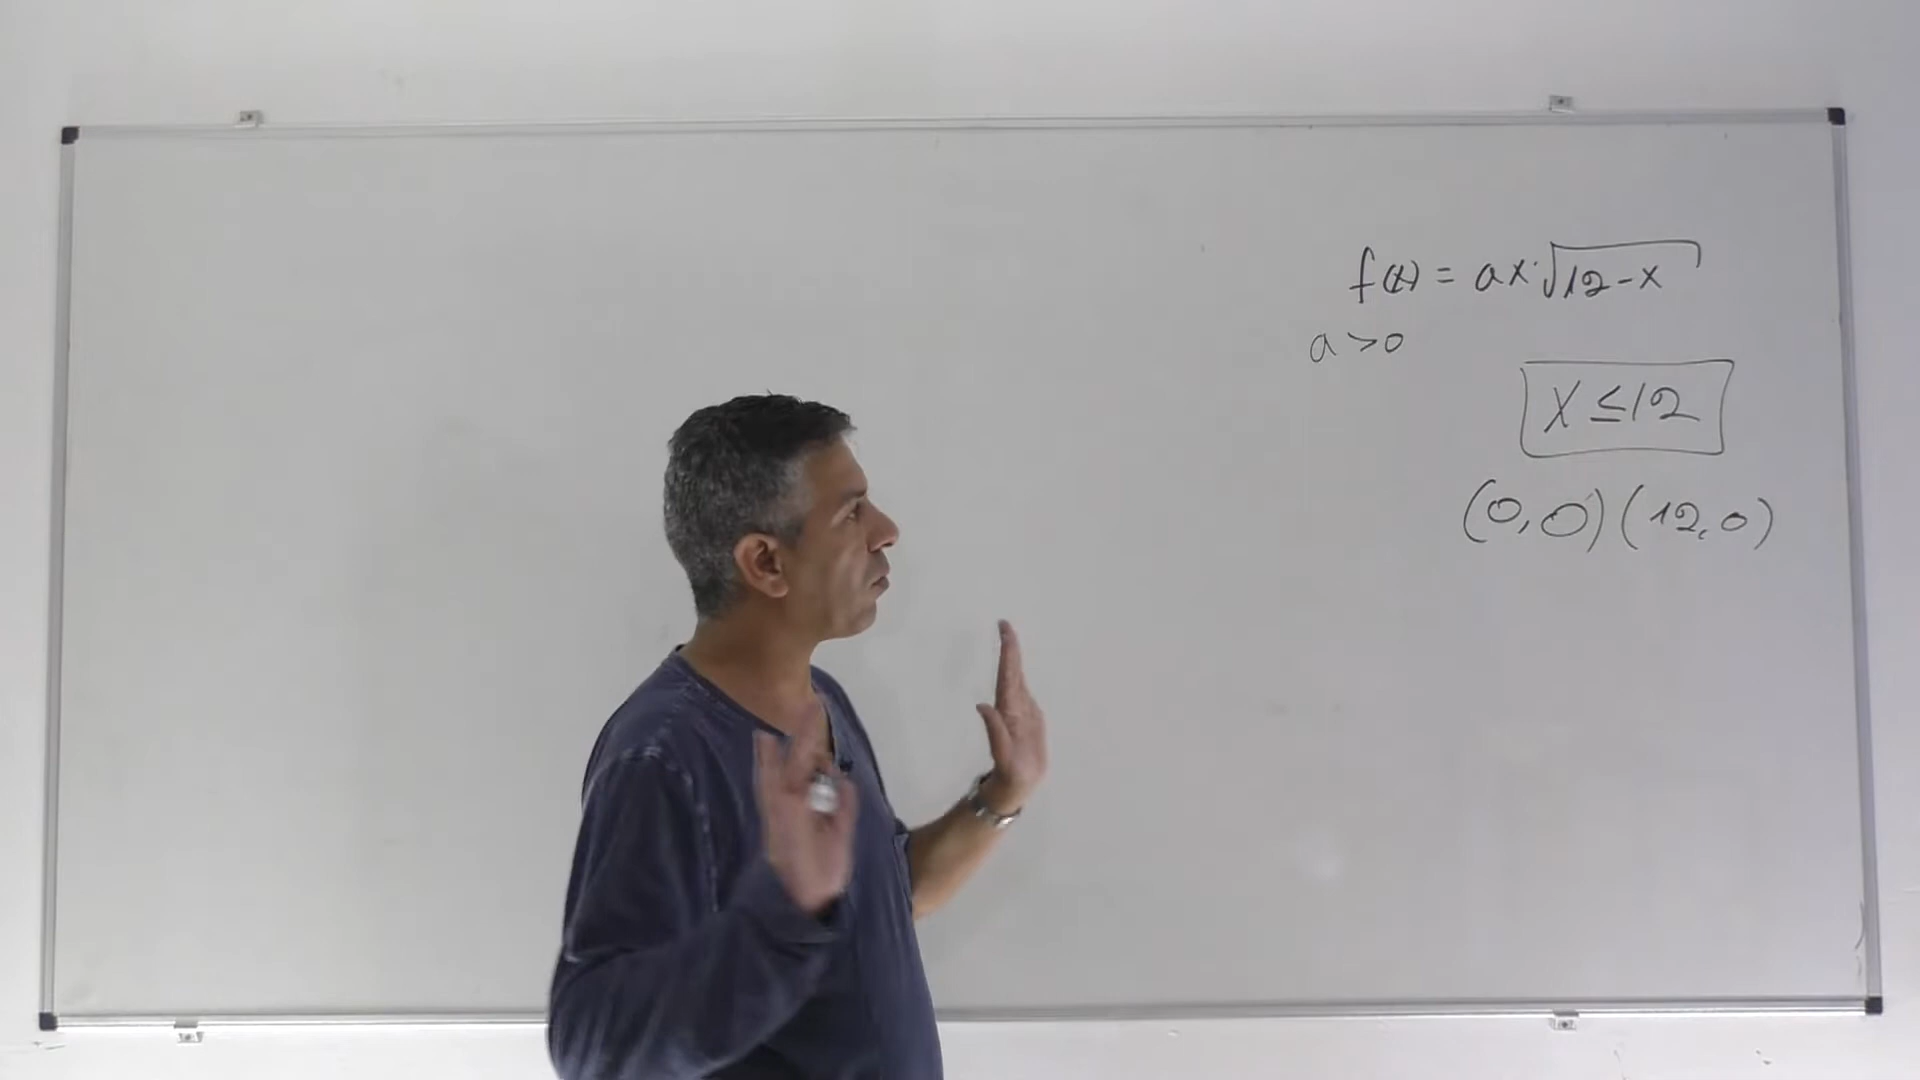 f(x) = ax·√12-x
a>0
x ≤12
(0,0) (12,0)